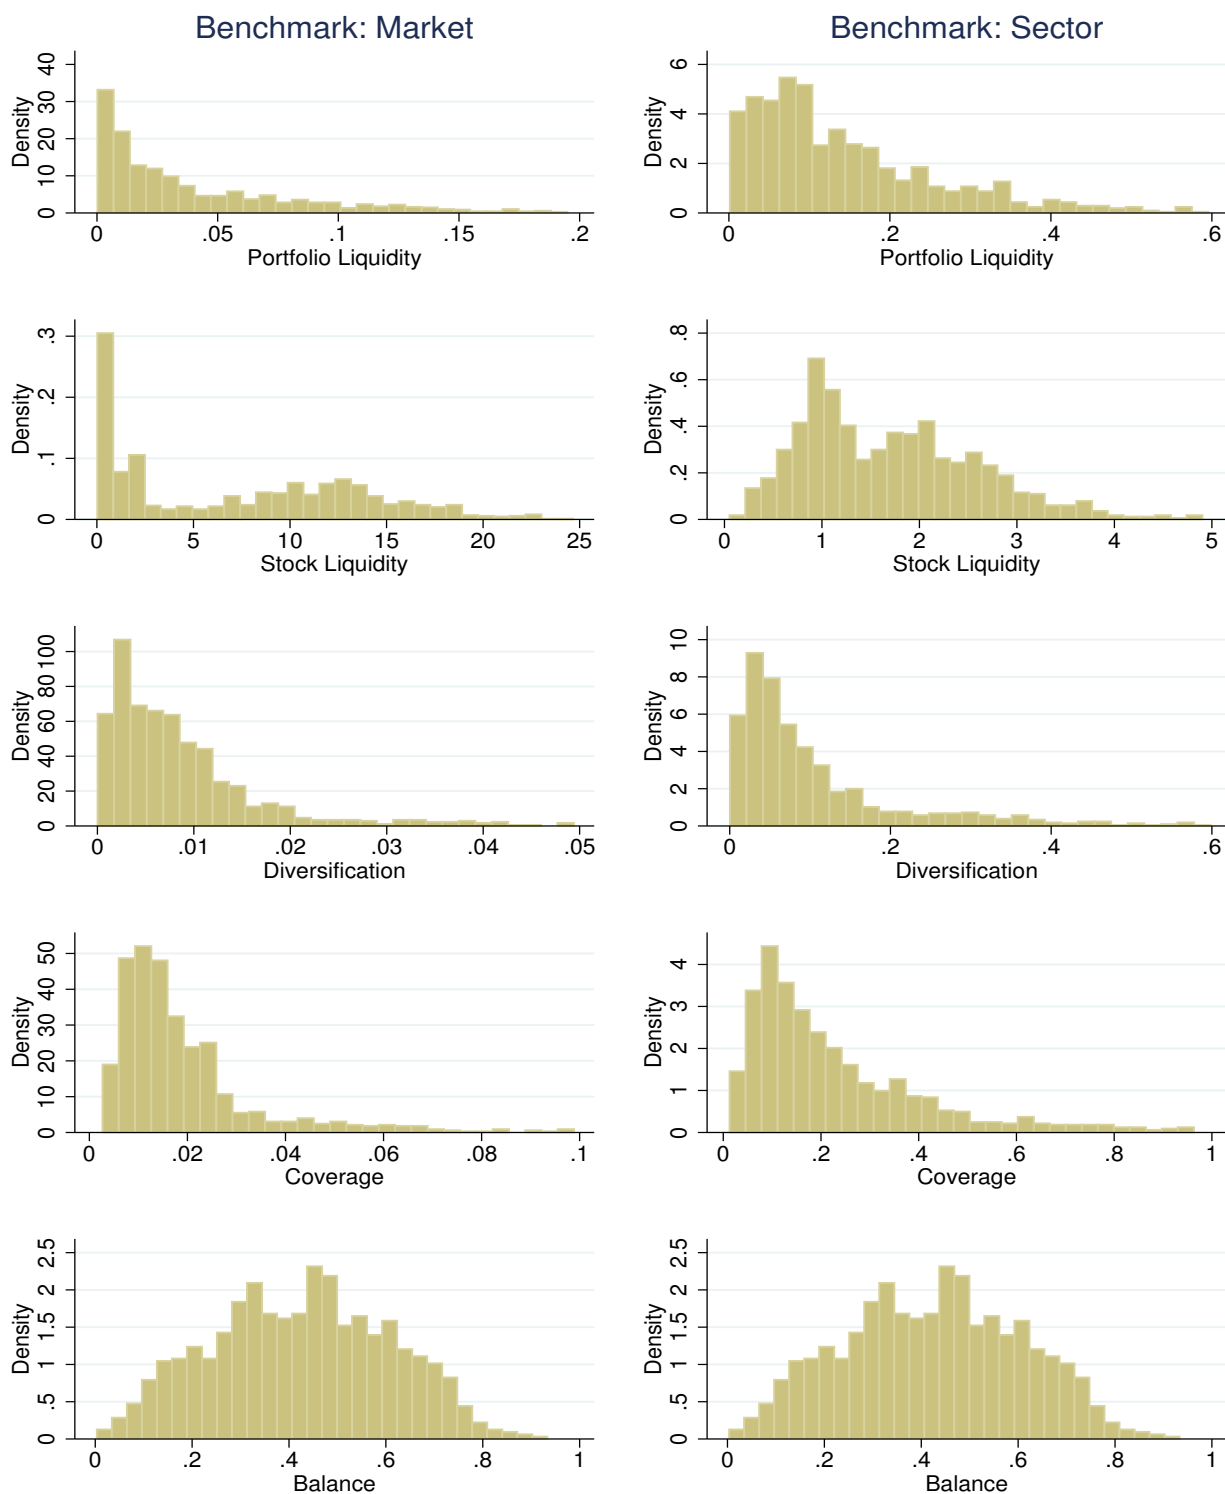 Benchmark: Market
Density
0 10 20 30 40
0 .05 .1 .15 .2
Portfolio Liquidity
Benchmark: Sector
Density
0 2 4 6
0 .2 .4 .6
Portfolio Liquidity
Density
0 .1 .2 .3
0 5 10 15 20 25
Stock Liquidity
Density
0 .2 .4 .6 .8
0 1 2 3 4 5
Stock Liquidity
Density
0 20 40 60 80 100
0 .01 .02 .03 .04 .05
Diversification
Density
0 2 4 6 8 10
0 .2 .4 .6
Diversification
Density
0 10 20 30 40 50
0 .02 .04 .06 .08 .1
Coverage
Density
0 1 2 3 4
0 .2 .4 .6 .8 1
Coverage
Density
0 .5 1 1.5 2 2.5
0 .2 .4 .6 .8 1
Balance
Density
0 .5 1 1.5 2 2.5
0 .2 .4 .6 .8 1
Balance